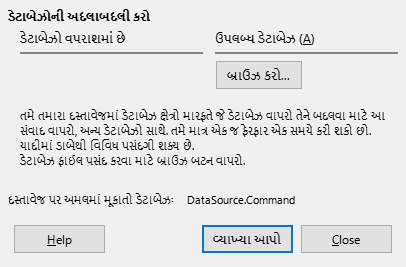 ડેટાબેઝોની અદલાબદલી કરો
ડેટાબેઝો વપરાશમાં છે
ઉપલબ્ધ ડેટાબેઝ (A)
બ્રાઉઝ કરો...
તમે તમારા દસ્તાવેજમાં ડેટાબેઝ ક્ષેત્રો મારફતે જે ડેટાબેઝ વાપરો તેને બદલવા માટે આ
સંવાદ વાપરો, અન્ય ડેટાબેઝો સાથે. તમે માત્ર એક જ ફેરફાર એક સમયે કરી શકો છો.
યાદીમાં ડાબેથી વિવિધ પસંદગી શક્ય છે.
ડેટાબેઝ ફાઈલ પસંદ કરવા માટે બ્રાઉઝ બટન વાપરો.
દસ્તાવેજ પર અમલમાં મૂકાતો ડેટાબેઝઃ DataSource.Command
Help
વ્યાખ્યા આપો
Close